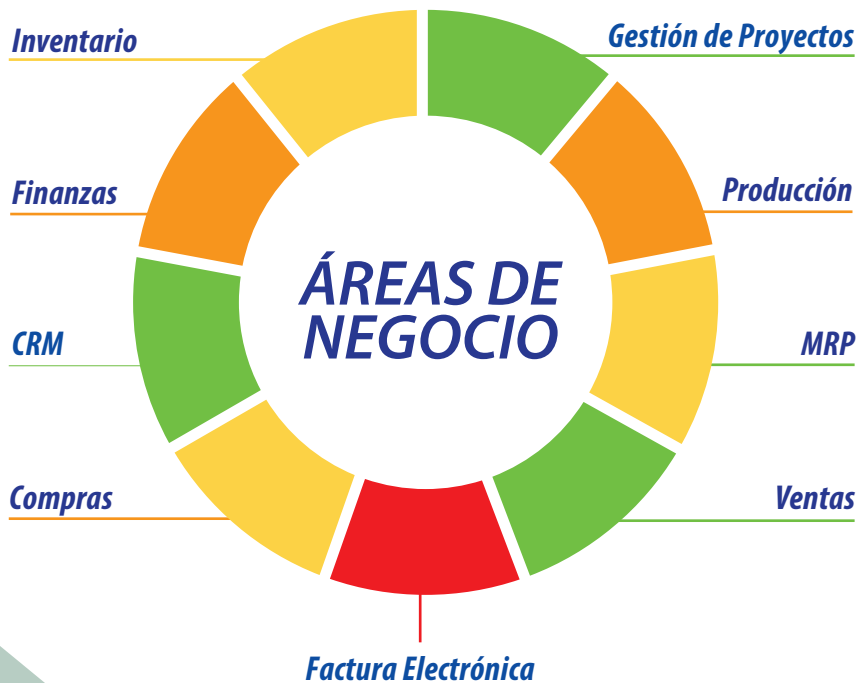 Inventario
Gestión de Proyectos
Finanzas
Producción
ÁREAS DE
NEGOCIO
CRM
MRP
Compras
Ventas
Factura Electrónica